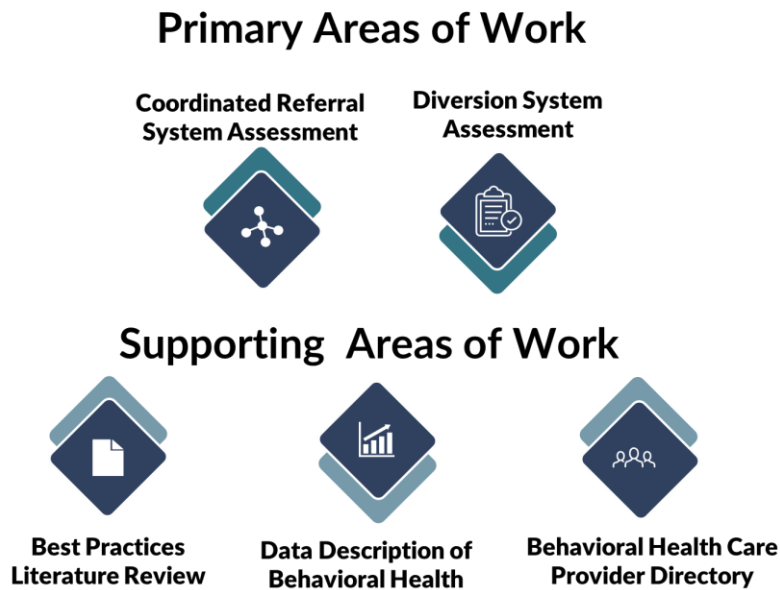 Primary Areas of Work
Coordinated Referral
System Assessment
Diversion System
Assessment
Supporting Areas of Work
Best Practices
Literature Review
Data Description of
Behavioral Health
Behavioral Health Care
Provider Directory